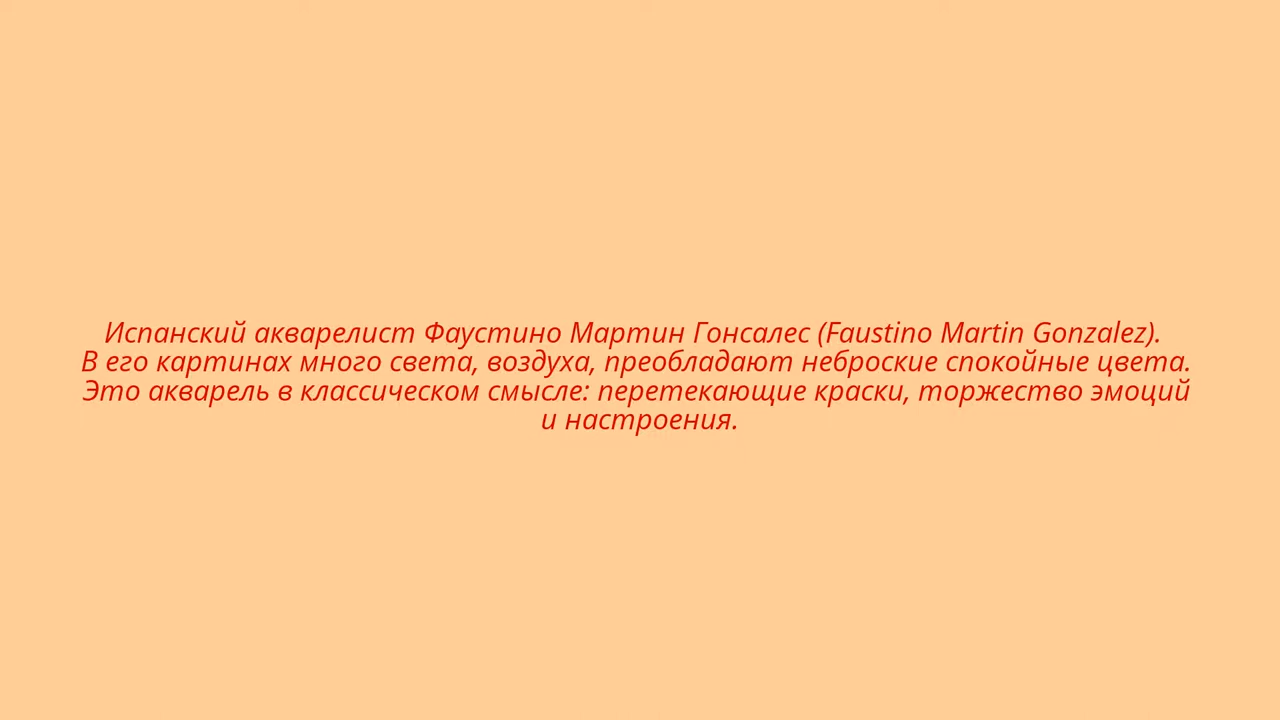 Испанский акварелист Фаустино Мартин Гонсалес (Faustino Martin Gonzalez).
В его картинах много света, воздуха, преобладают неброские спокойные цвета.
Это акварель в классическом смысле: перетекающие краски, торжество эмоций
и настроения.